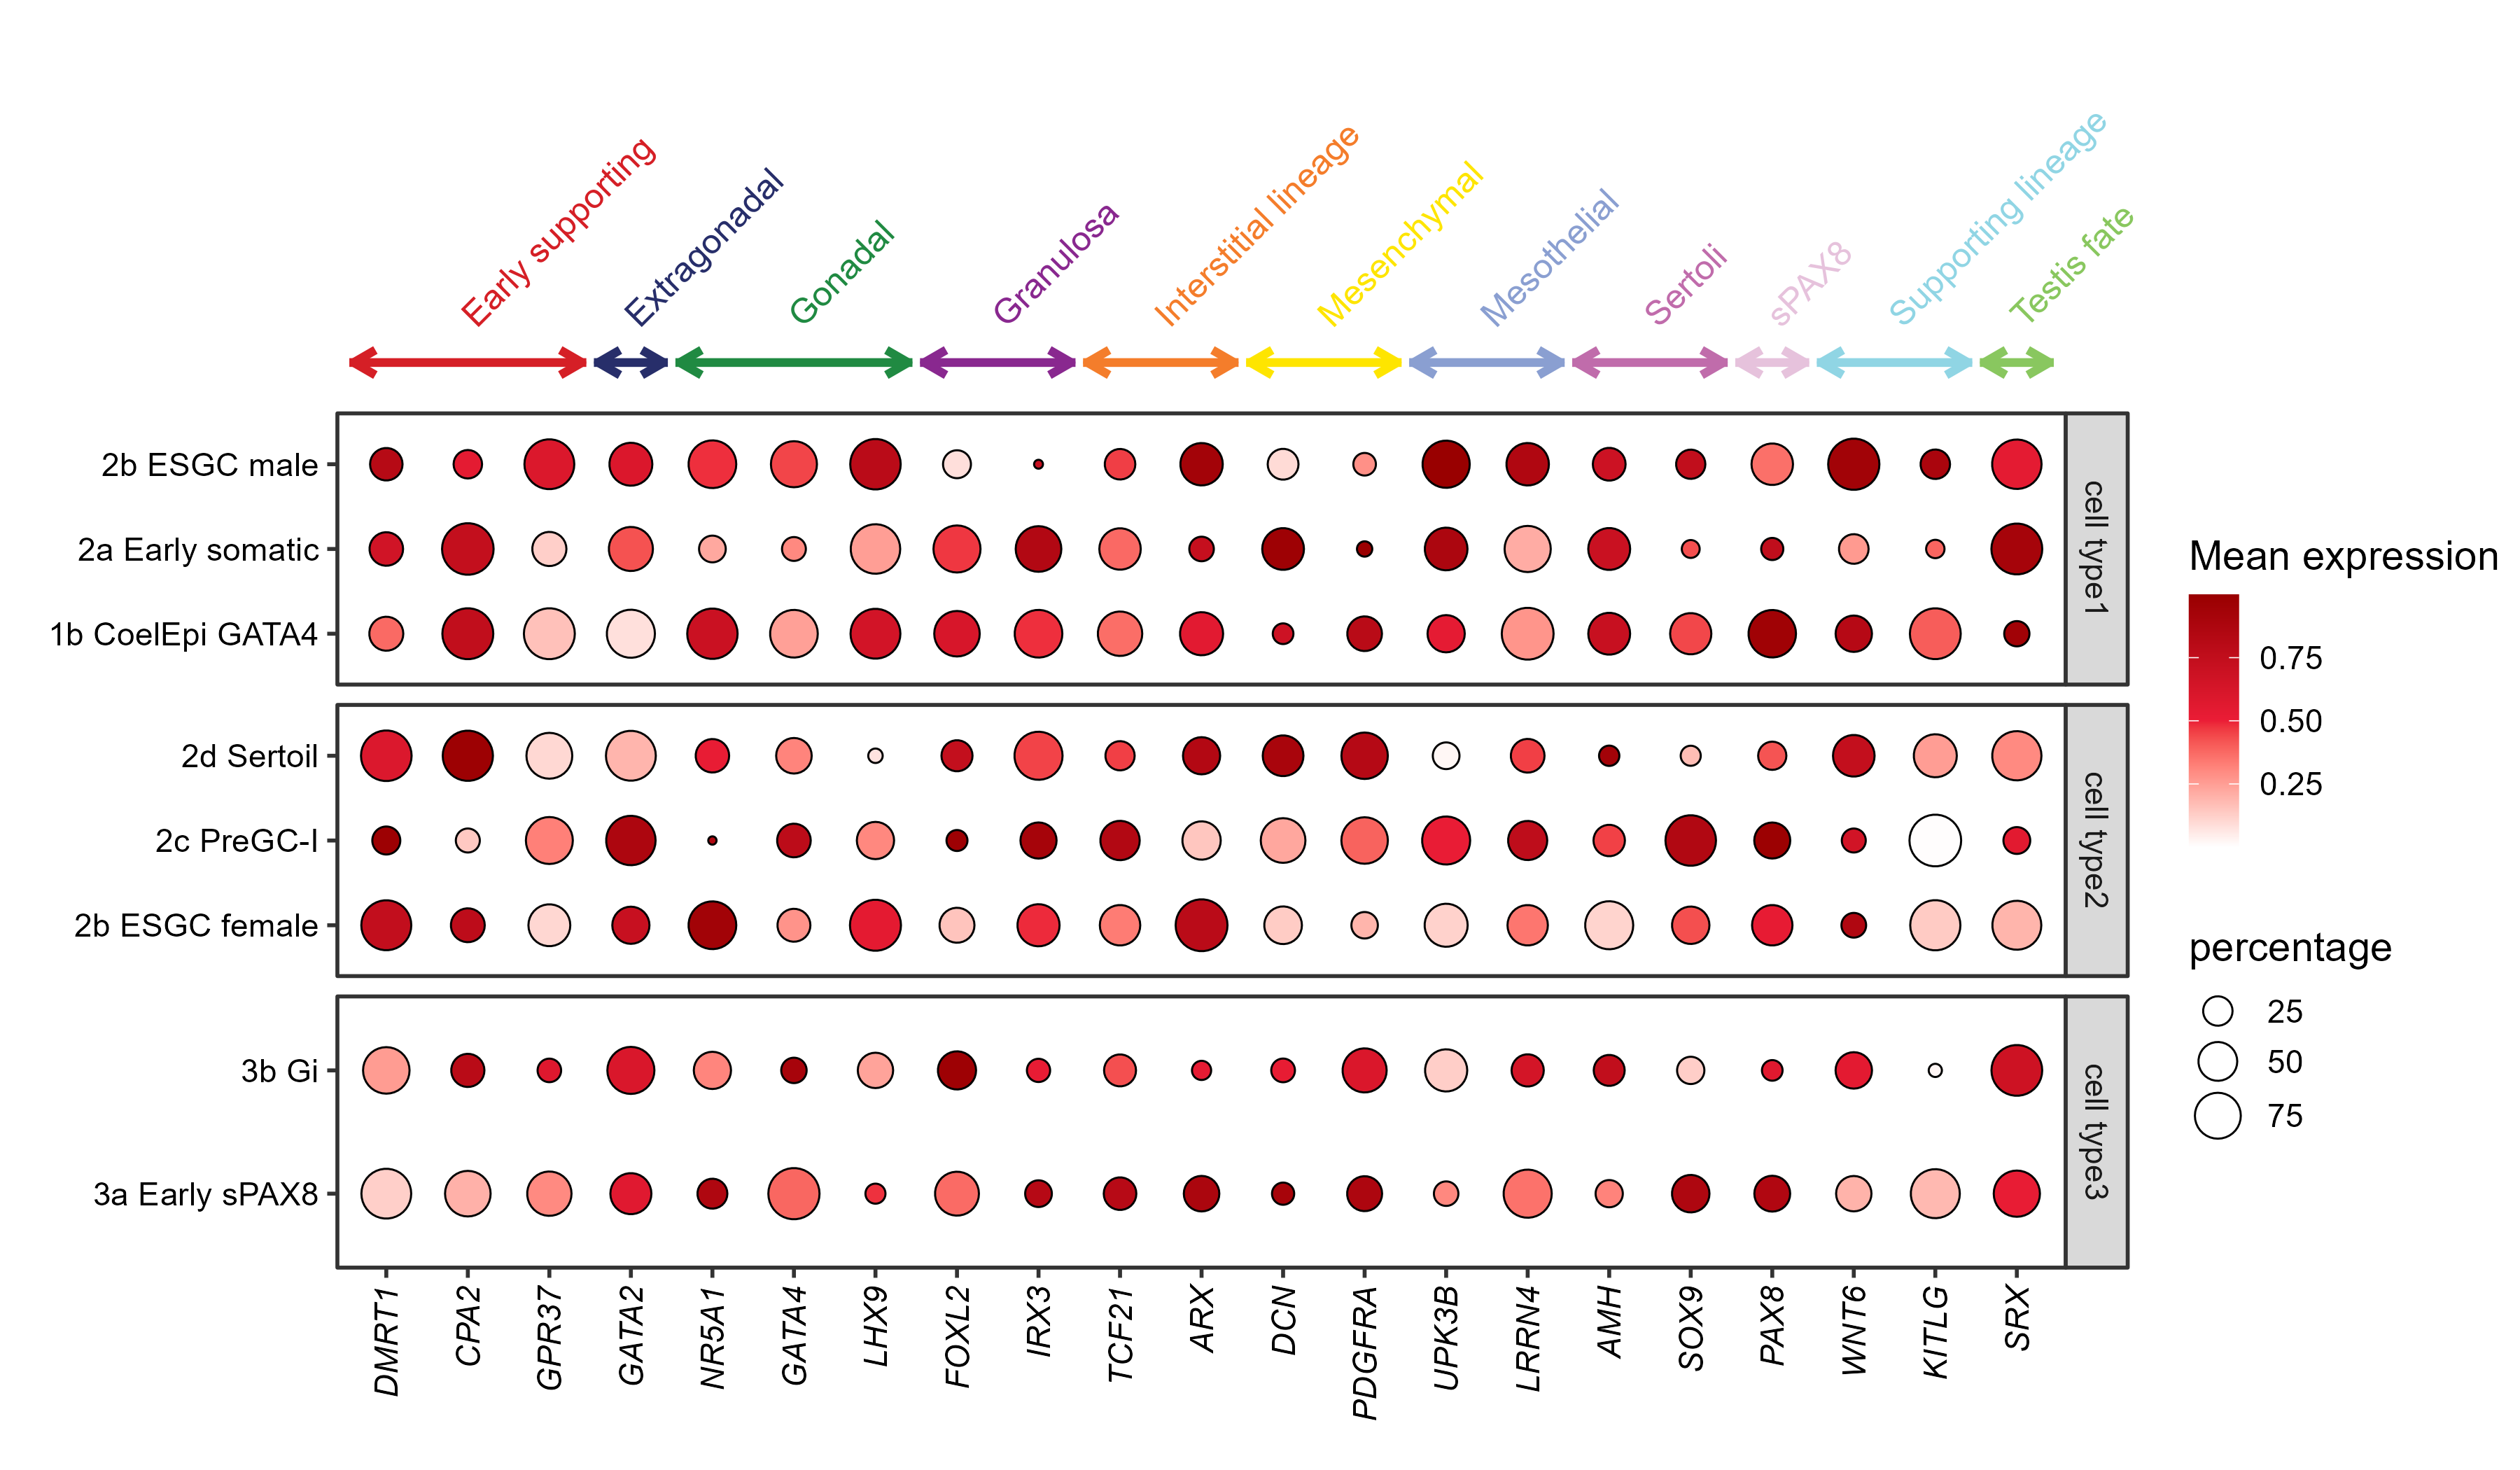 Early supporting
Extragonadal
Gonadal
Granulosa
Interstitial lineage
Mesenchymal
Mesothelial
Sertoli
sPAX8
Supporting lineage
Testis fate
2b ESGC male
2a Early somatic
1b CoelEpi GATA4
cell type1
2d Sertoil
2c PreGC-I
2b ESGC female
cell type2
3b Gi
3a Early sPAX8
cell type3
DMRT1
CPA2
GPR37
GATA2
NR5A1
GATA4
LHX9
FOXL2
IRX3
TCF21
ARX
DCN
PDGFRA
UPK3B
LRRN4
AMH
SOX9
PAX8
WNT6
KITLG
SRX
Mean expression
0.75
0.50
0.25
percentage
25
50
75